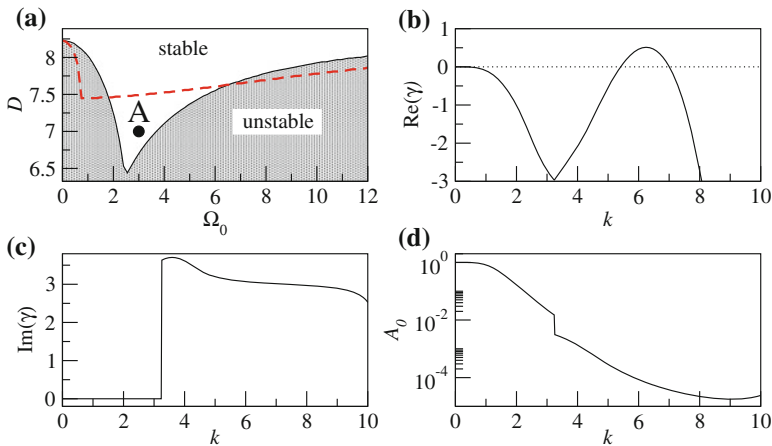 (a)
8
7.5
7
6.5
D
stable
A
unstable
0 2 4 6 8 10 12
Ω0
(b)
1
0
-1
-2
-3
Re(γ)
0 2 4 6 8 10
k
(c)
3
2
1
0
Im(γ)
0 2 4 6 8 10
k
(d)
10^0
10^-2
10^-4
A0
0 2 4 6 8 10
k